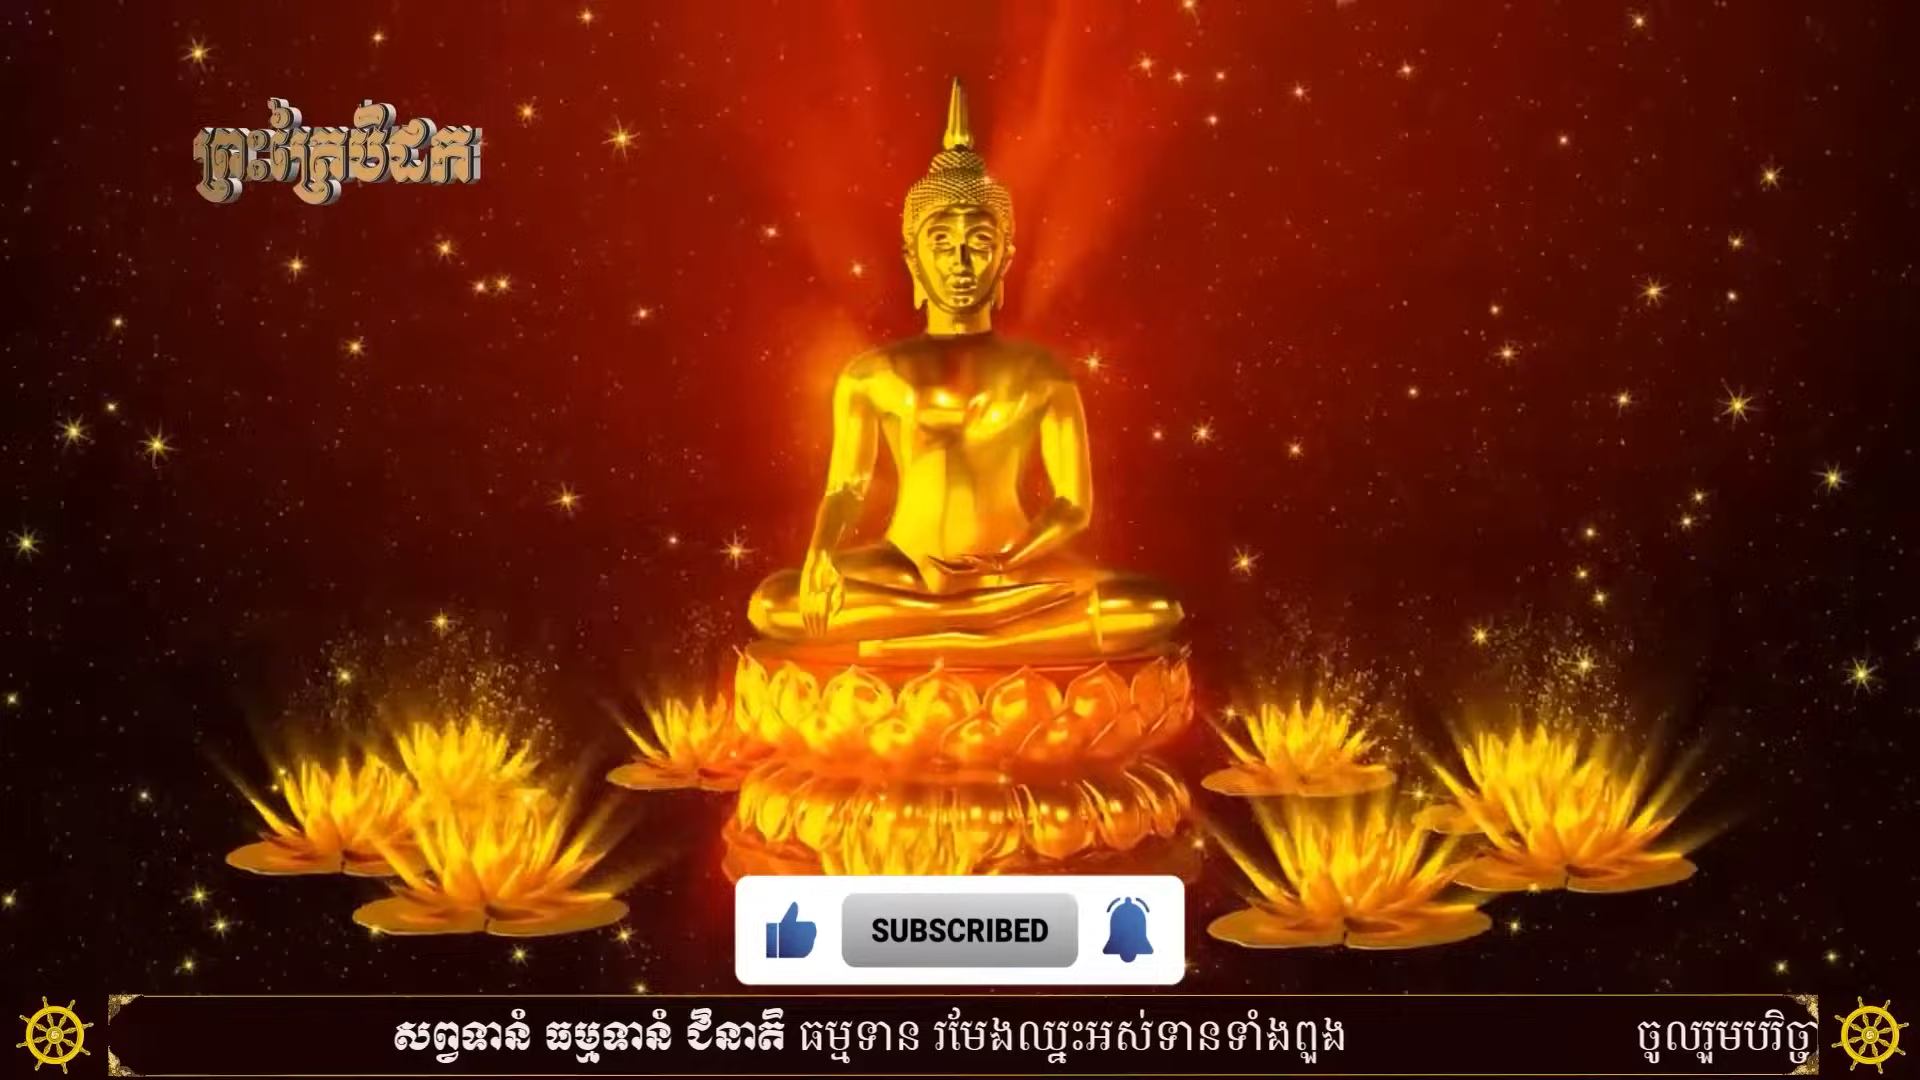 ព្រះត្រៃបិដក
SUBSCRIBED
សព្វទានំ ធម្មទានំ ជិនាតិ ធម្មទាន រមែងឈ្នះអស់ទានទាំងពួង
ចូលរួមបរិច្ចា